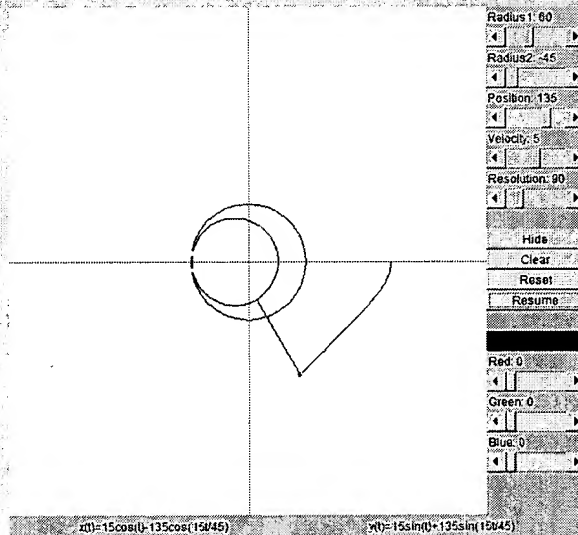 Radius1: 60
Radius2: -45
Position: 135
Velocity: 5
Resolution: 90
Hide
Clear
Reset
Resume
Red: 0
Green: 0
Blue: 0
x(t)=15cos(t)-135cos(15t/45)
y(t)=15sin(t)+135sin(15t/45)